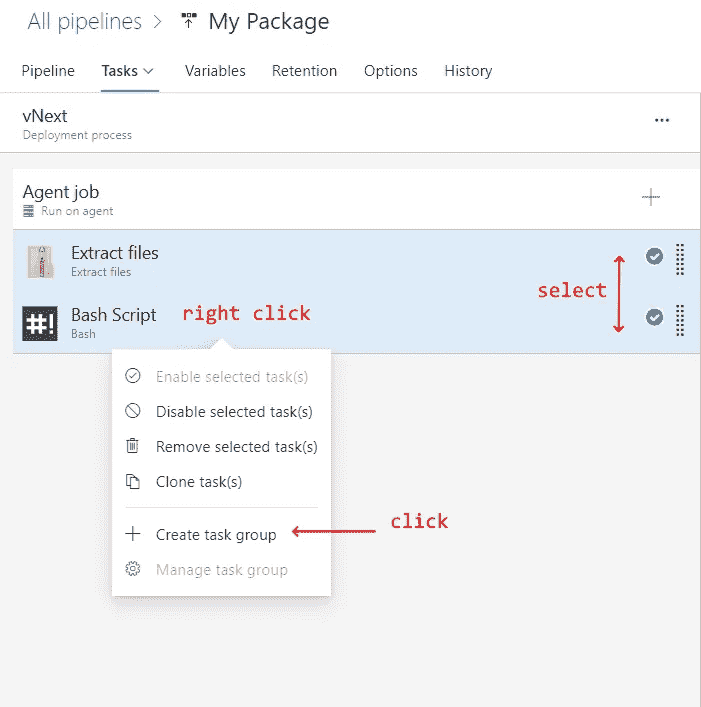 All pipelines > My Package
Pipeline Tasks Variables Retention Options History
vNext ...
Deployment process
Agent job
Run on agent
Extract files
Extract files
select
Bash Script right click
#!
Bash
Enable selected task(s)
Disable selected task(s)
Remove selected task(s)
Clone task(s)
Create task group click
Manage task group